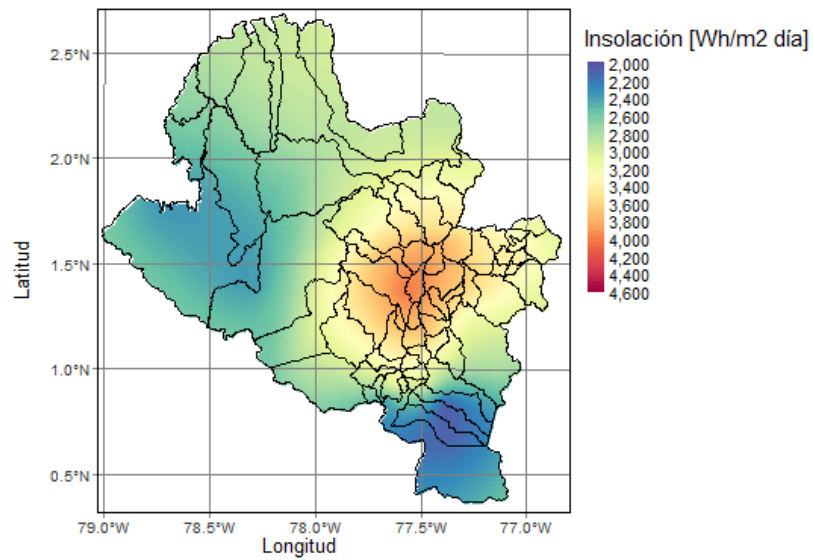 Insolación [Wh/m2 día]
2,000
2,200
2,400
2,600
2,800
3,000
3,200
3,400
3,600
3,800
4,000
4,200
4,400
4,600
2.5°N
2.0°N
1.5°N
1.0°N
0.5°N
Latitud
79.0°W 78.5°W 78.0°W 77.5°W 77.0°W
Longitud